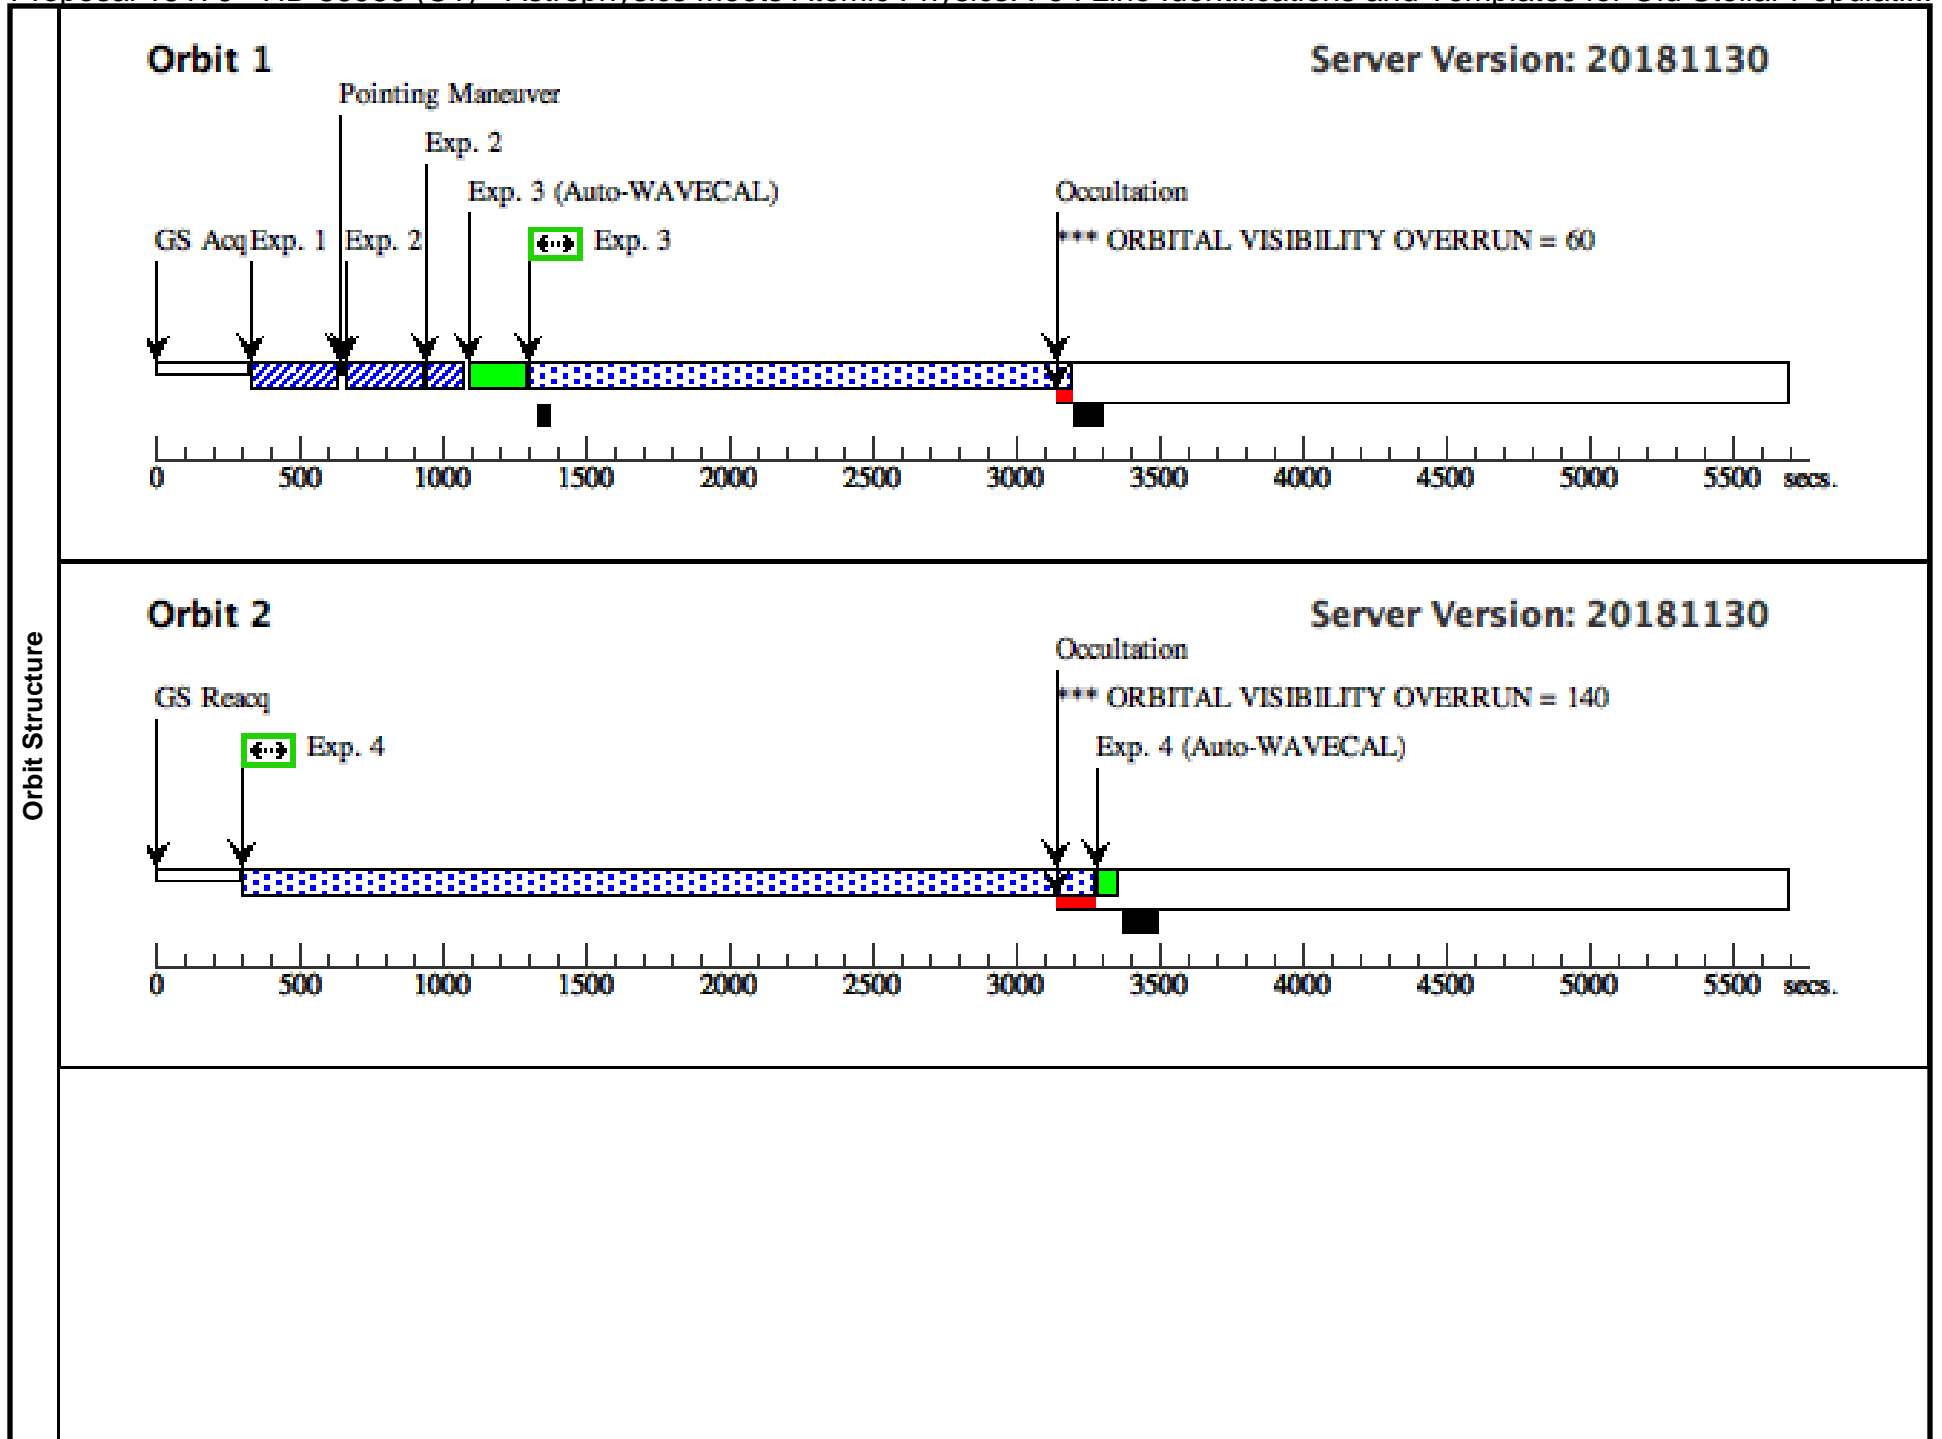 Orbit Structure
Orbit 1
Server Version: 20181130
Pointing Maneuver
Exp. 2
Exp. 3 (Auto-WAVECAL)
Occultation
GS Acq Exp. 1 Exp. 2 Exp. 3 *** ORBITAL VISIBILITY OVERRUN = 60
0 500 1000 1500 2000 2500 3000 3500 4000 4500 5000 5500 secs.
Orbit 2
Server Version: 20181130
Occultation
GS Reacq *** ORBITAL VISIBILITY OVERRUN = 140
Exp. 4 Exp. 4 (Auto-WAVECAL)
0 500 1000 1500 2000 2500 3000 3500 4000 4500 5000 5500 secs.